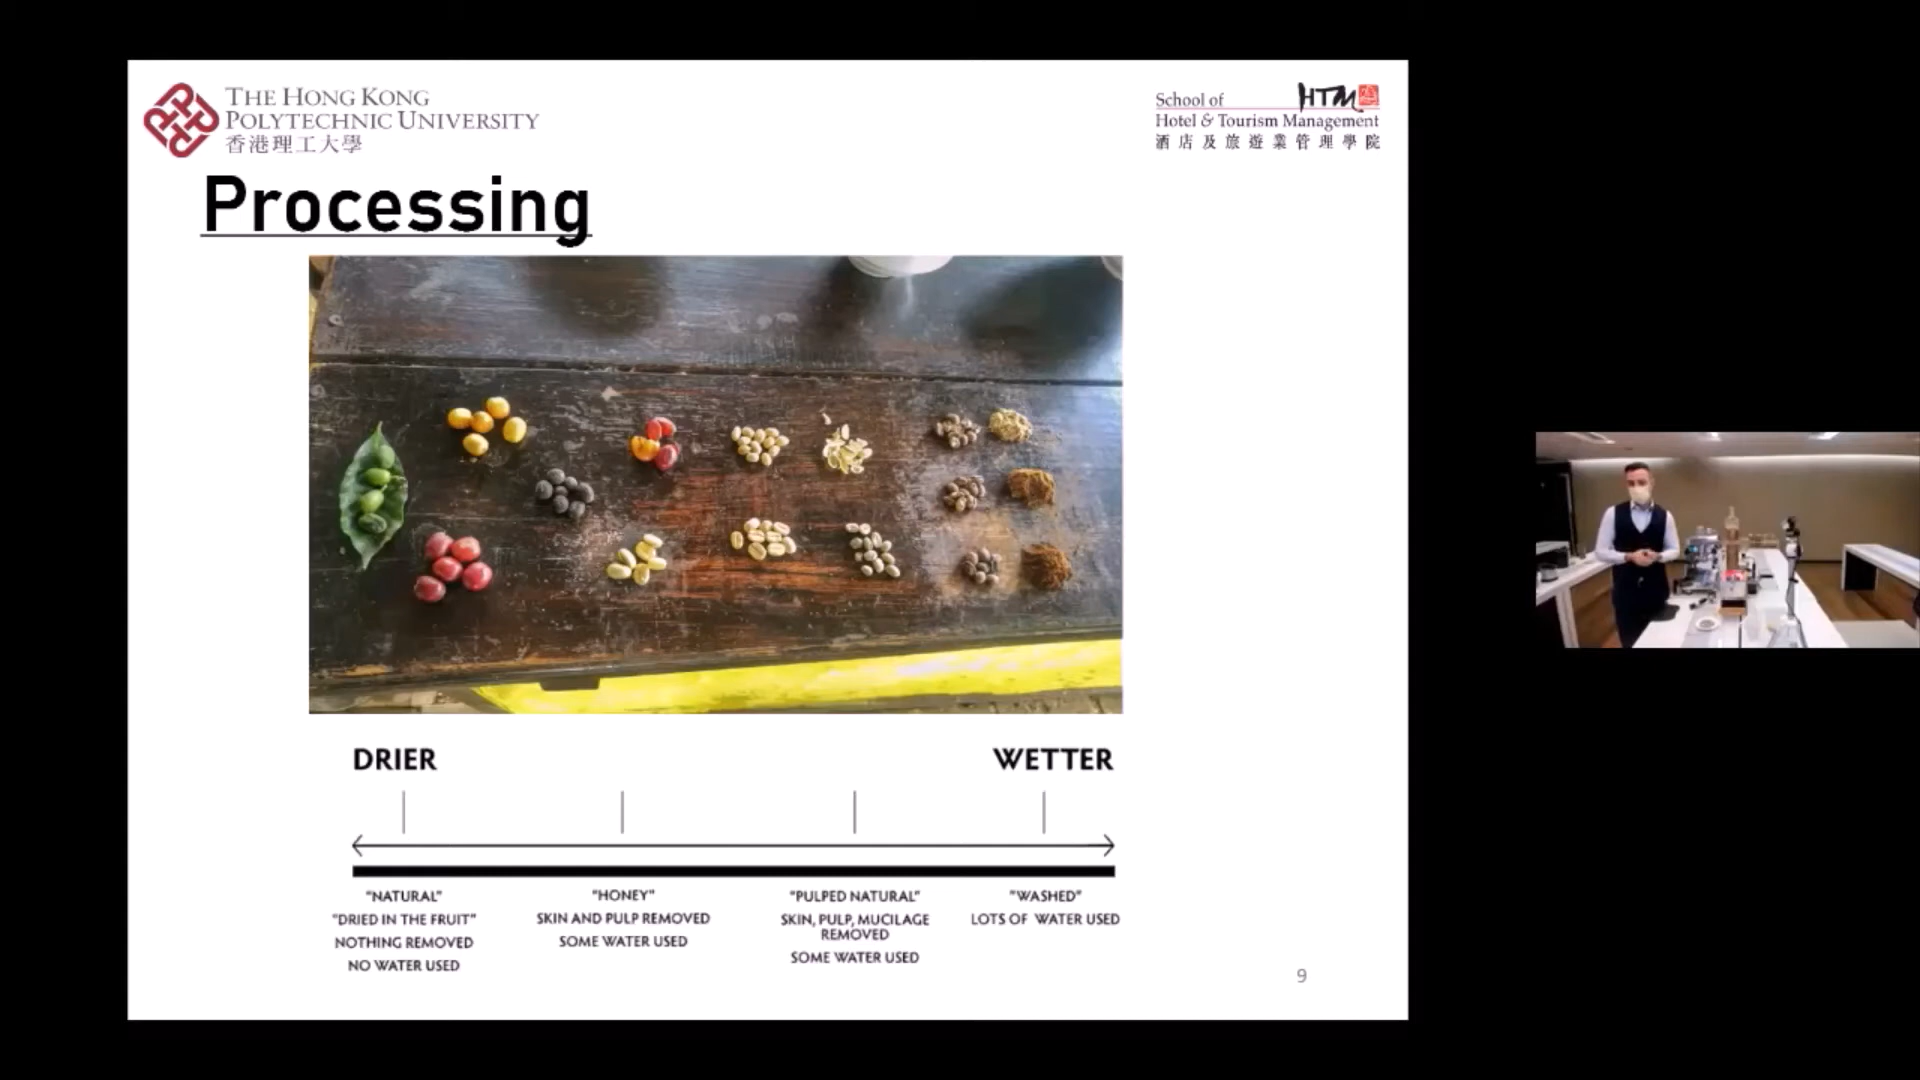 THE HONG KONG
POLYTECHNIC UNIVERSITY
香港理工大學
School of HTM
Hotel & Tourism Management
酒店及旅遊業管理學院
Processing
DRIER
WETTER
"NATURAL"
"DRIED IN THE FRUIT"
NOTHING REMOVED
NO WATER USED
"HONEY"
SKIN AND PULP REMOVED
SOME WATER USED
"PULPED NATURAL"
SKIN, PULP, MUCILAGE
REMOVED
SOME WATER USED
"WASHED"
LOTS OF WATER USED
9